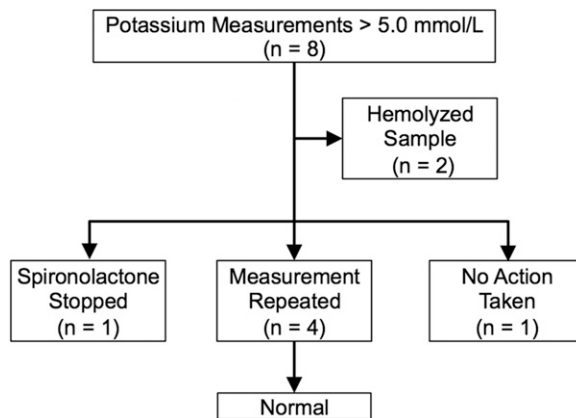 Potassium Measurements > 5.0 mmol/L
(n = 8)
Hemolyzed
Sample
(n = 2)
Spironolactone
Stopped
(n = 1)
Measurement
Repeated
(n = 4)
No Action
Taken
(n = 1)
Normal